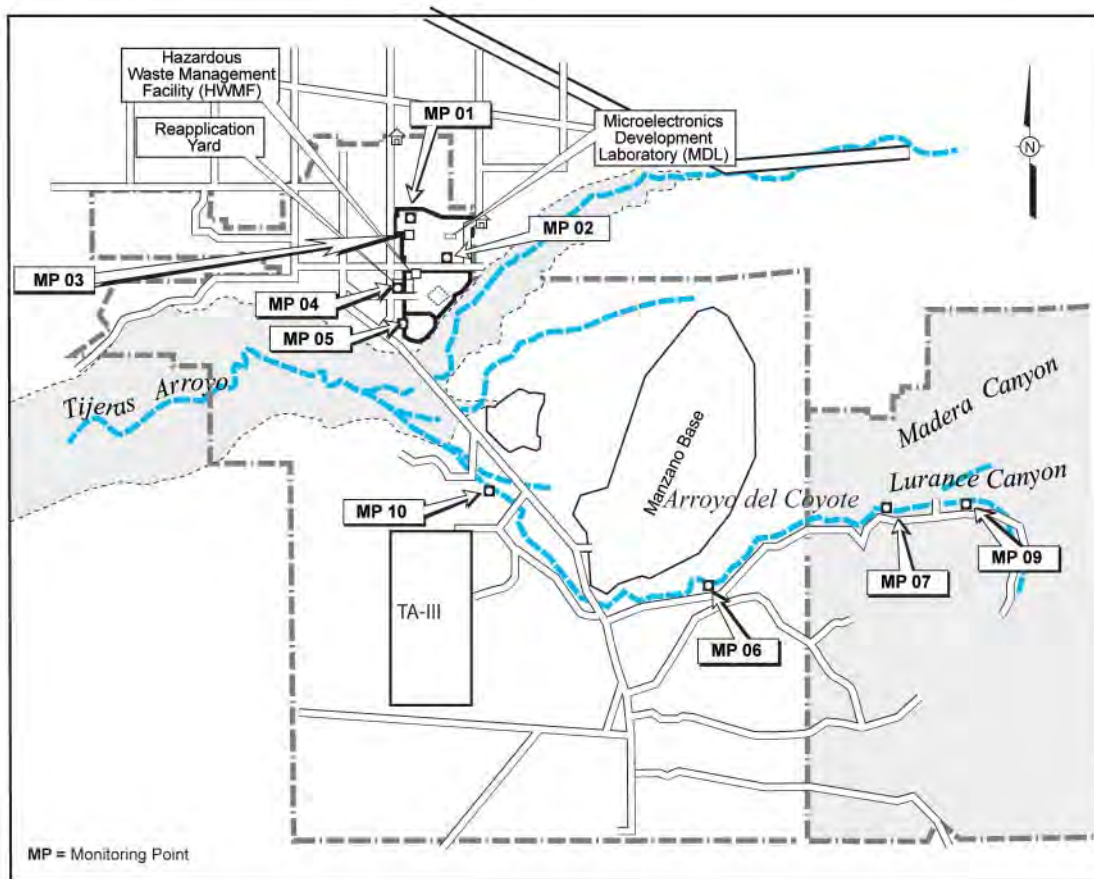 Hazardous
Waste Management
Facility (HWMF)
MP 01
Reapplication
Yard
Microelectronics
Development
Laboratory (MDL)
N
MP 02
MP 03
MP 04
MP 05
Tijeras Arroyo
Manzano Base
Madera Canyon
Lurance Canyon
Arroyo del Coyote
MP 10
MP 09
MP 07
TA-III
MP 06
MP = Monitoring Point